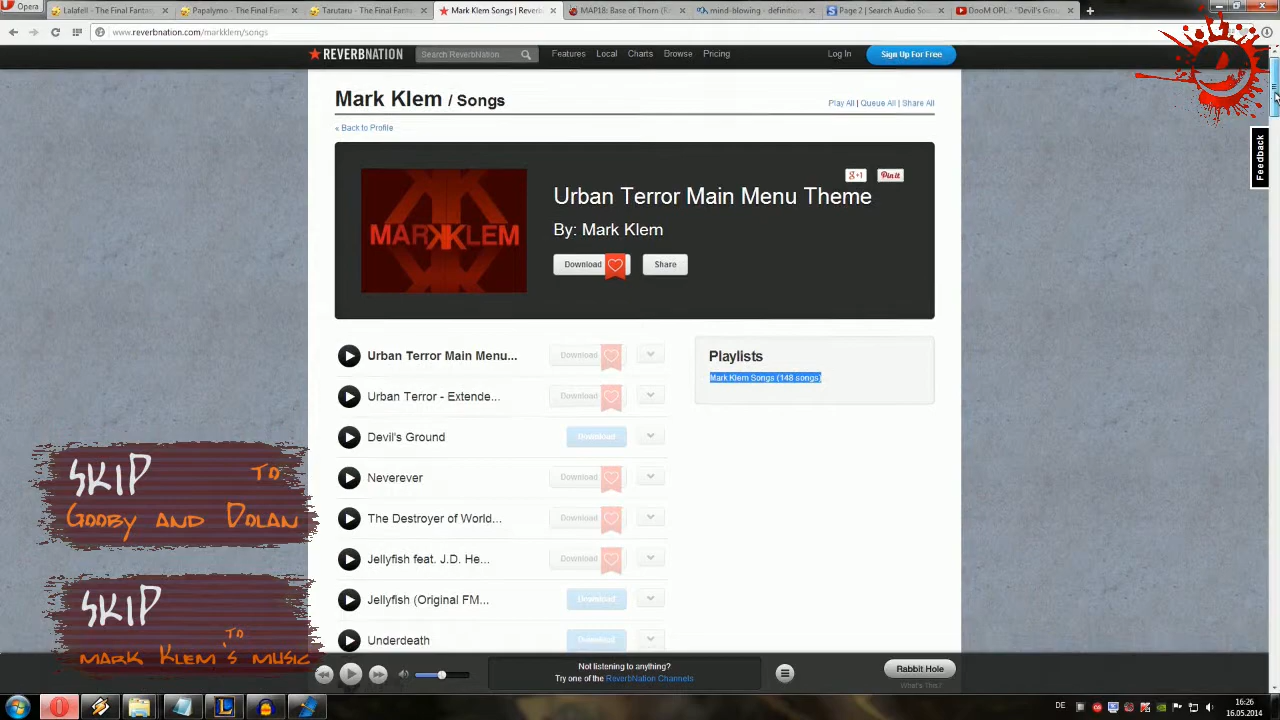 Opera
Lalafell - The Final Fantas
Papalymo - The Final Fant
Tarutaru - The Final Fanta
Mark Klem Songs | Reverb
MAP18: Base of Thorn (Re
mind-blowing - definition
Page 2 | Search Audio Sou
DooM OPL - "Devil's Grou
www.reverbnation.com/markklem/songs
REVERBNATION
Search ReverbNation
Features
Local
Charts
Browse
Pricing
Log In
Sign Up For Free
Mark Klem / Songs
Play All | Queue All | Share All
« Back to Profile
Feedback
MARKKLEM
g+1
Pin it
Urban Terror Main Menu Theme
By: Mark Klem
Download
Share
Urban Terror Main Menu...
Download
Urban Terror - Extende...
Download
Devil's Ground
Download
Neverever
Download
The Destroyer of World...
Download
Jellyfish feat. J.D. He...
Download
Jellyfish (Original FM...
Download
Underdeath
Download
Playlists
Mark Klem Songs (148 songs)
SKIP TO
GOOBY AND DOLAN
SKIP
TO
MARK KLEM'S MUSIC
Not listening to anything?
Try one of the ReverbNation Channels
Rabbit Hole
What's This?
DE
16:26
16.05.2014